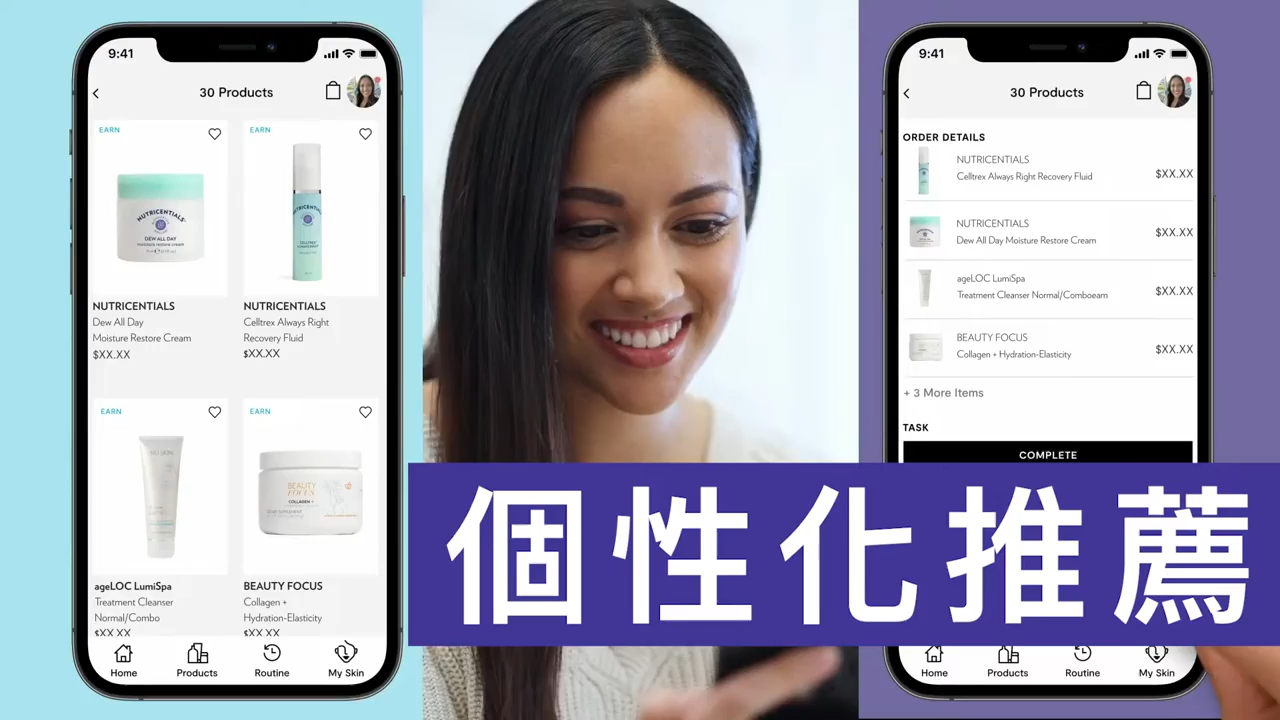 9:41
30 Products
EARN
EARN
NUTRICENTIALS
DEW ALL DAY
moisture restore cream
NUTRICENTIALS
Dew All Day
Moisture Restore Cream
$XX.XX
NUTRICENTIALS
Celltrex Always Right
Recovery Fluid
$XX.XX
EARN
EARN
NU SKIN
BEAUTY
FOCUS
COLLAGEN +
ageLOC LumiSpa
Treatment Cleanser
Normal/Combo
$XX.XX
BEAUTY FOCUS
Collagen +
Hydration-Elasticity
$XX.XX
Home
Products
Routine
My Skin
9:41
30 Products
ORDER DETAILS
NUTRICENTIALS
Celltrex Always Right Recovery Fluid
$XX.XX
NUTRICENTIALS
Dew All Day Moisture Restore Cream
$XX.XX
ageLOC LumiSpa
Treatment Cleanser Normal/Comboeam
$XX.XX
BEAUTY FOCUS
Collagen + Hydration-Elasticity
$XX.XX
+ 3 More Items
TASK
COMPLETE
個性化推薦
Home
Products
Routine
My Skin